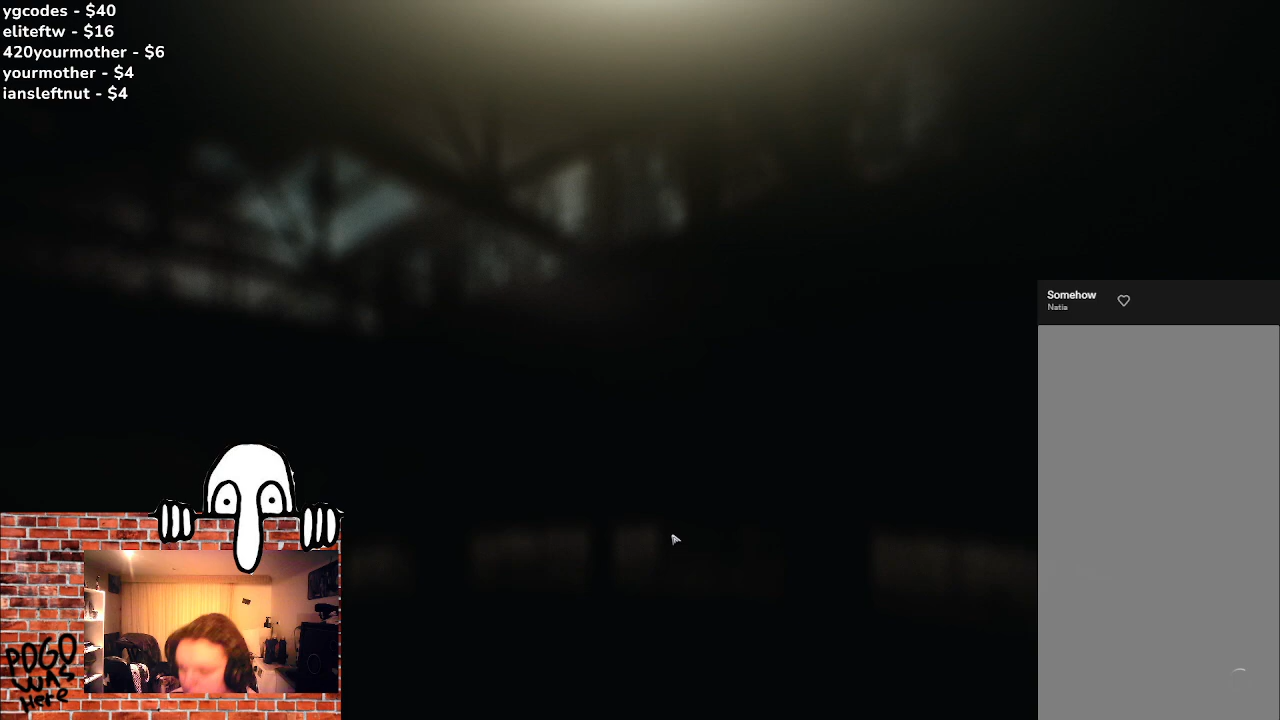 ygcodes - $40
eliteftw - $16
420yourmother - $6
yourmother - $4
iansleftnut - $4
Somehow
Natia
POGO
WAS
HERE